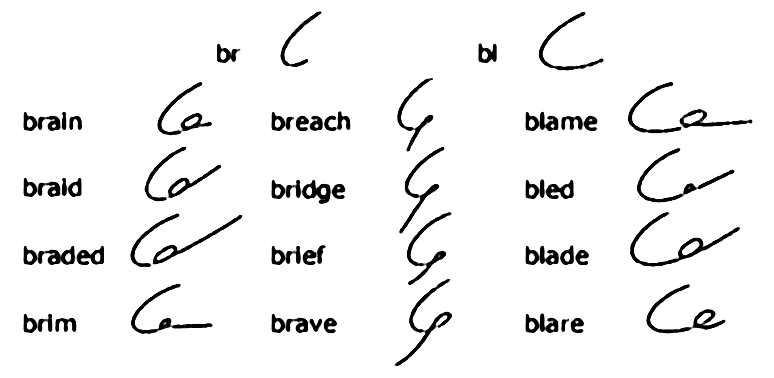 br bl
brain breach blame
braid bridge bled
braded brief blade
brim brave blare